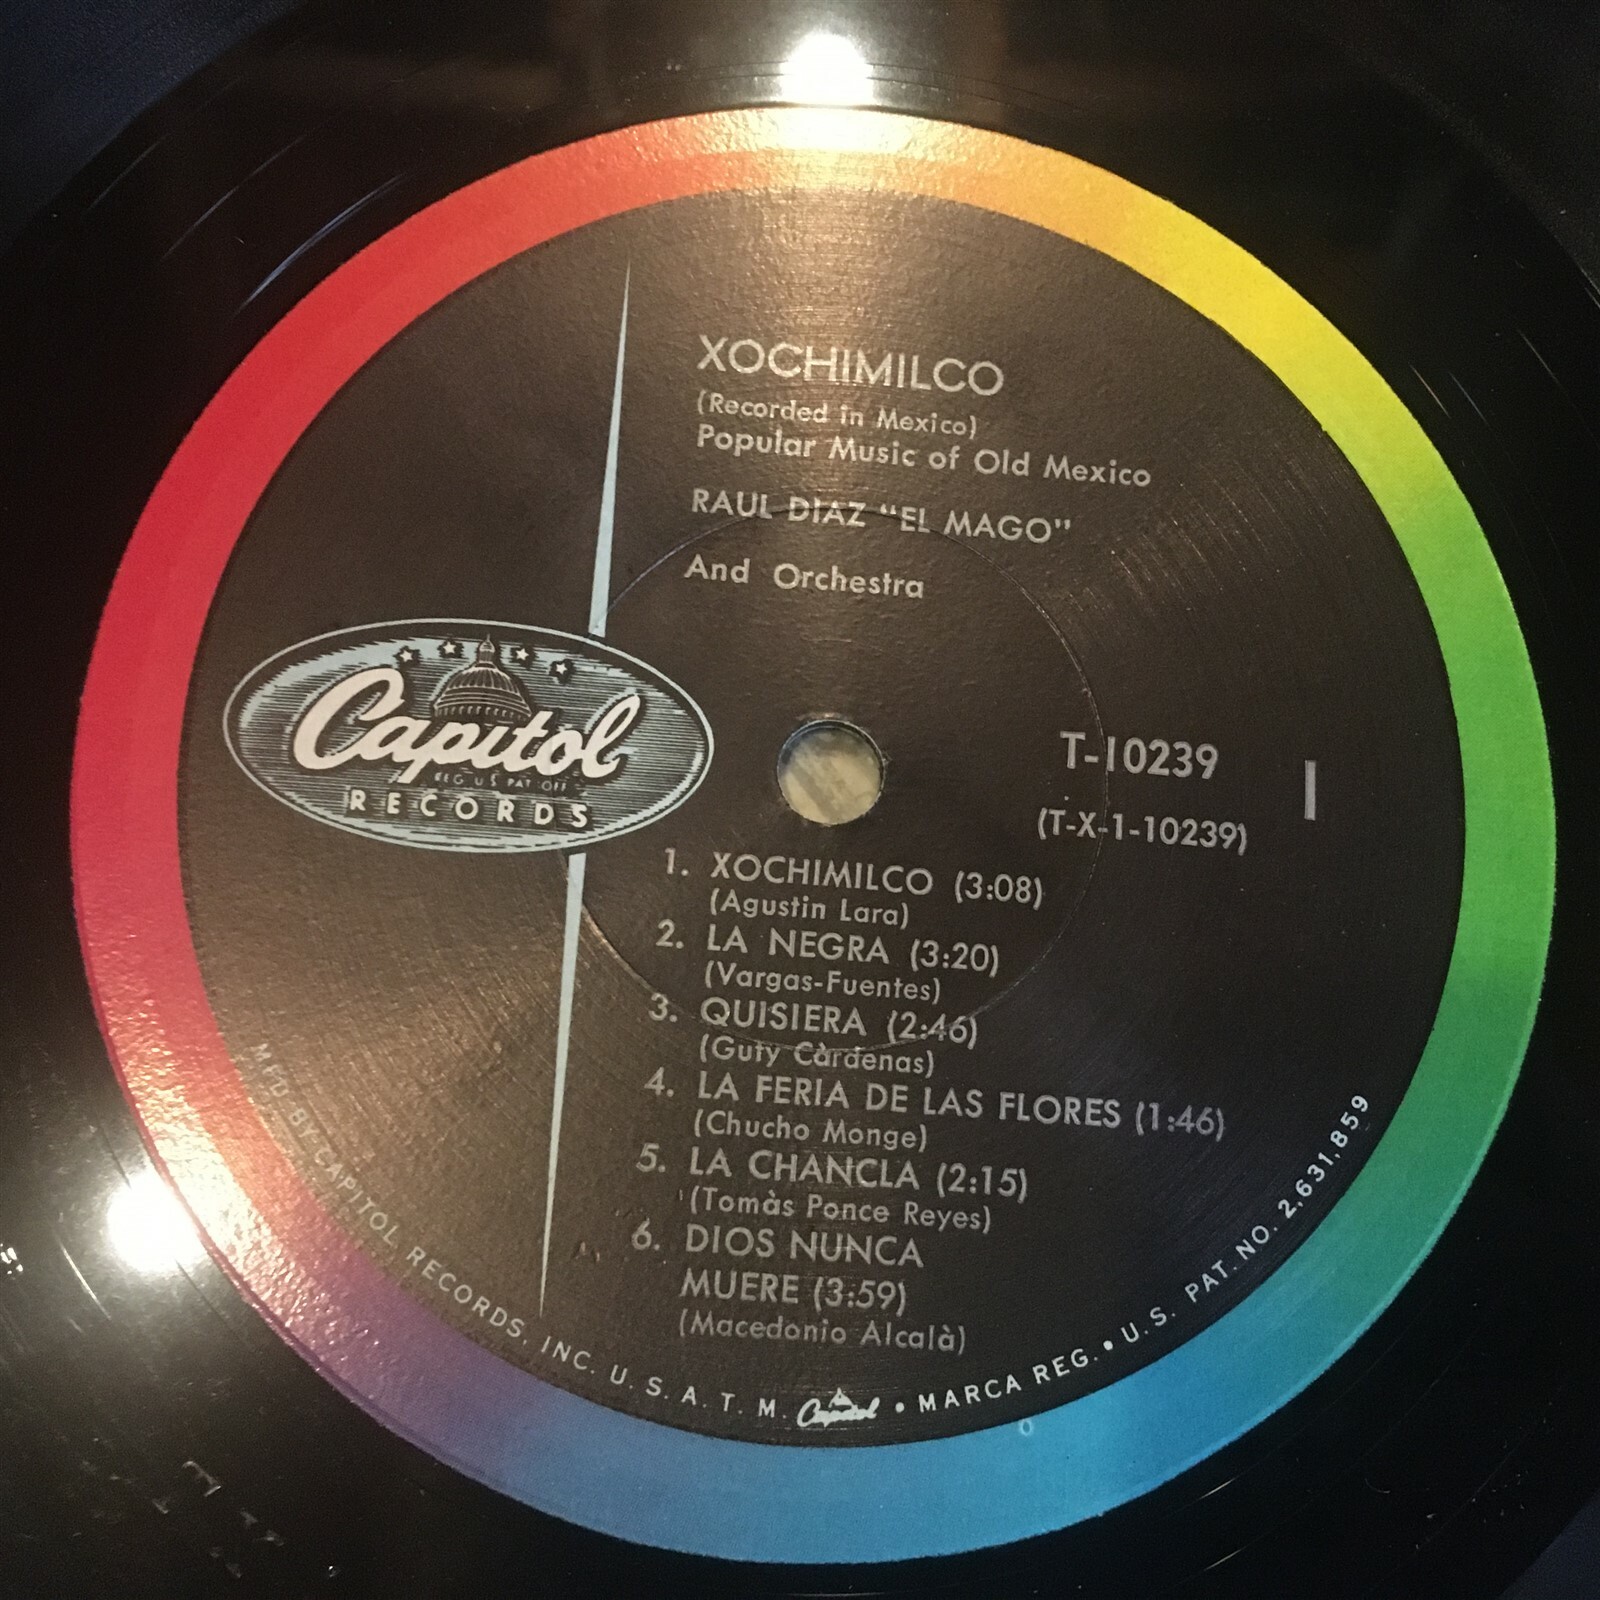 XOCHIMILCO
(Recorded in Mexico)
Popular Music of Old Mexico
RAUL DIAZ "EL MAGO"
And Orchestra
Capitol
REG. U.S. PAT. OFF.
RECORDS
T-10239
1
(T-X-1-10239)
1. XOCHIMILCO (3:08)
(Agustin Lara)
2. LA NEGRA (3:20)
(Vargas-Fuentes)
3. QUISIERA (2:46)
(Guty Càrdenas)
4. LA FERIA DE LAS FLORES (1:46)
(Chucho Monge)
5. LA CHANCLA (2:15)
(Tomàs Ponce Reyes)
6. DIOS NUNCA
MUERE (3:59)
(Macedonio Alcalà)
MFD. BY CAPITOL RECORDS, INC. U. S. A. T. M. Capitol • MARCA REG. • U.S. PAT. NO. 2,631,859